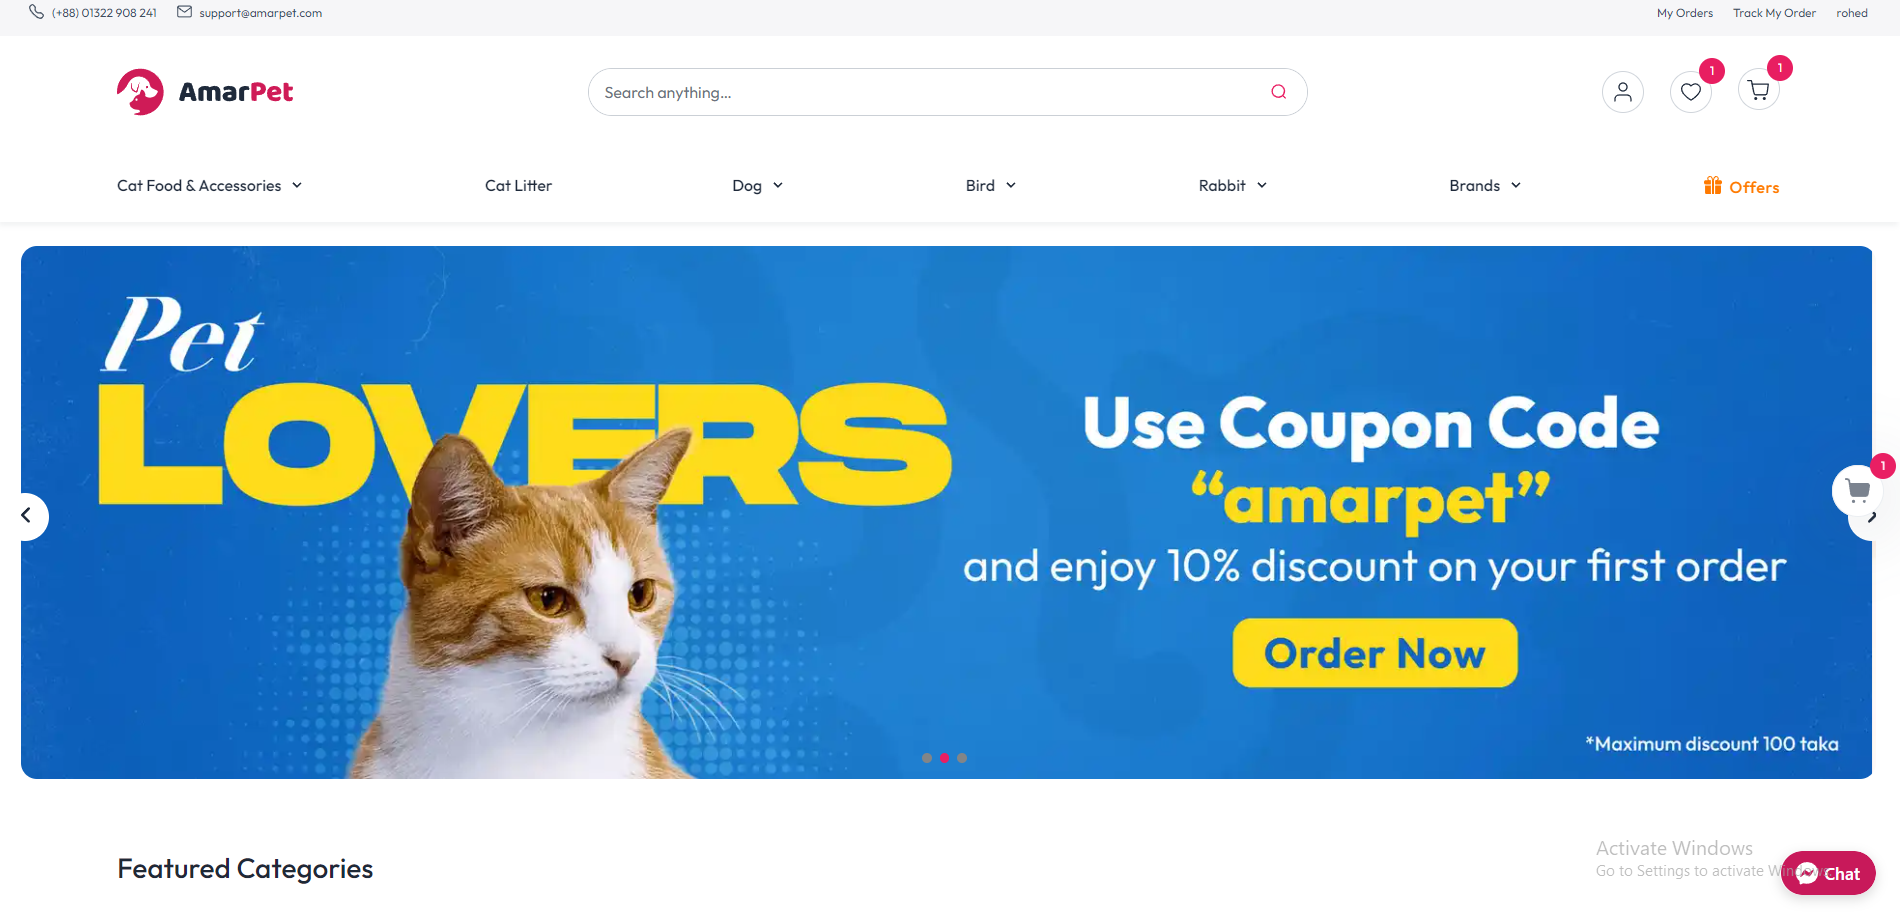 (+88) 01322 908 241
support@amarpet.com
My Orders
Track My Order
rohed
AmarPet
Search anything...
1
1
Cat Food & Accessories
Cat Litter
Dog
Bird
Rabbit
Brands
Offers
Pet
LOVERS
Use Coupon Code
“amarpet”
and enjoy 10% discount on your first order
Order Now
*Maximum discount 100 taka
1
Featured Categories
Activate Windows
Go to Settings to activate Windows.
Chat